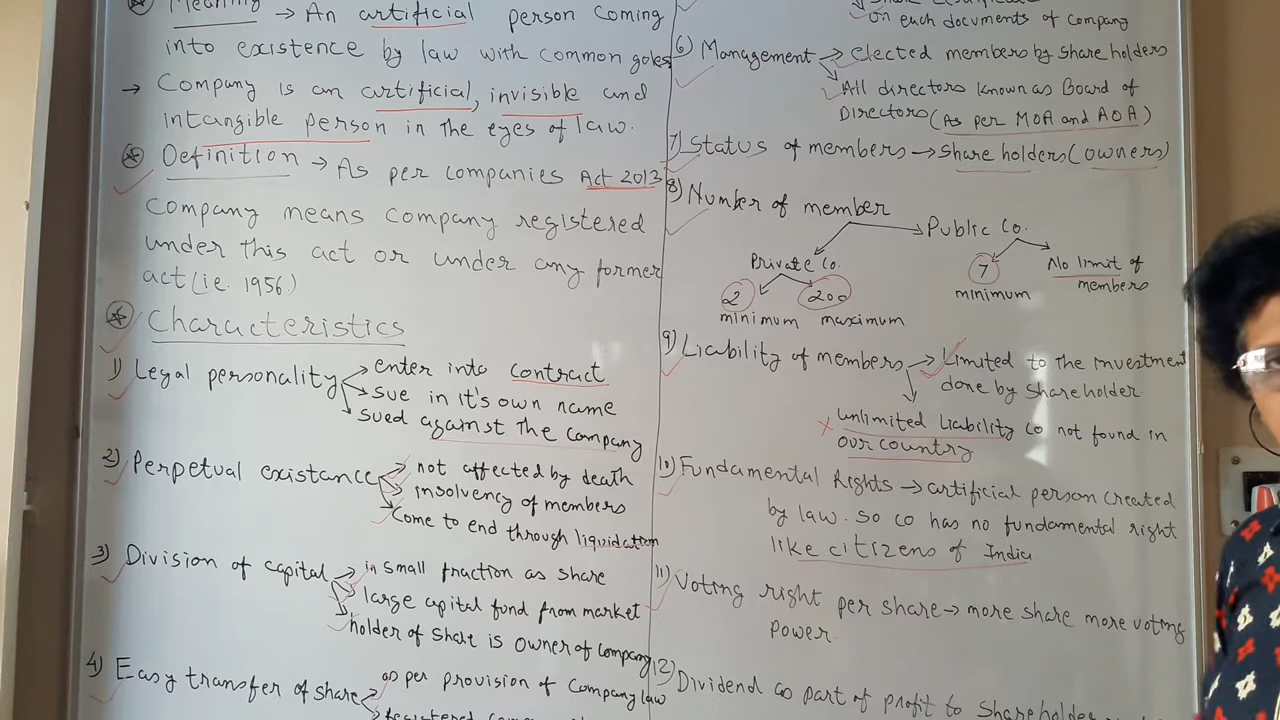 Meaning → An artificial person coming
into existence by law with common goles
→ Company is an artificial, invisible and
intangible person in the eyes of law.
Definition → As per companies Act 2013
Company means company registered
under this act or under any former
act (i.e. 1956.)
Characteristics
1) Legal personality → enter into contract
→ sue in it's own name
→ sued against the company
2) Perpetual existance → not affected by death
→ insolvency of members
→ Come to end through liquidation
3) Division of capital → in small fraction as share
→ large capital fund from market
→ holder of share is owner of company
4) Easy transfer of share → as per provision of Company law
on each documents of company
6) Management → elected members by share holders
All directors known as Board of
Directors (As per MOA and AOA)
7) Status of members → share holders (owners)
8) Number of member
Public Co.
Private Co.
7
No limit of
minimum
members
2
200
minimum maximum
9) Liability of members → Limited to the investment
done by shareholder
unlimited liability co not found in
our country
10) Fundamental Rights → artificial person created
by law. so co has no fundamental right
like citizens of India
11) Voting right per share → more share more voting
power.
12) Dividend as part of profit to shareholder